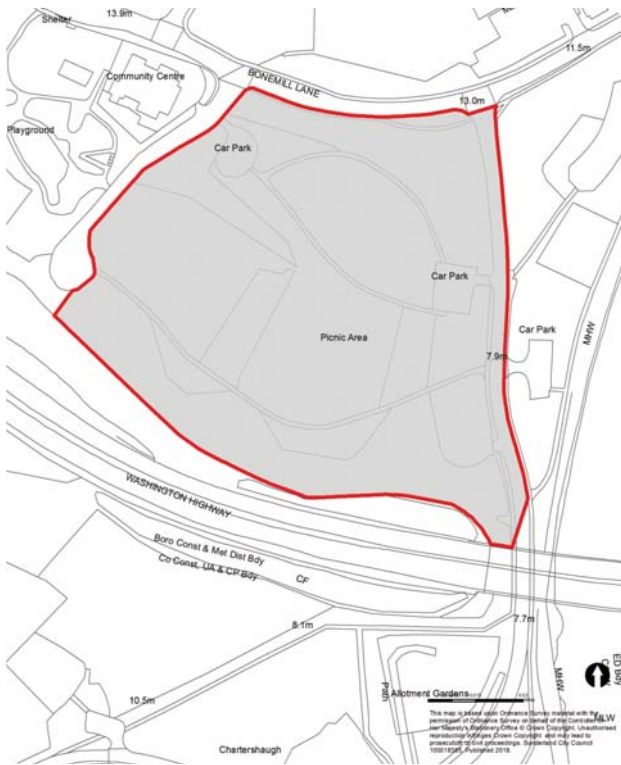 13.9m
Shelter
11.5m
BONEMILL LANE
Community Centre
13.0m
Playground
Car Park
Car Park
Car Park
MHW
Picnic Area
7.9m
WASHINGTON HIGHWAY
Boro Const & Met Dist Bdy
Co Const, UA & CP Bdy
CF
7.7m
8.1m
ED Bdy
MHW
Path
Allotment Gardens
10.5m
MLW
This map is based upon Ordnance Survey material with the
permission of Ordnance Survey on behalf of the Controller of
Her Majesty's Stationary Office © Crown Copyright. Unauthorised
reproduction infringes Crown Copyright and may lead to
prosecution or civil proceedings. Sunderland City Council
Published 2018.
Chartershaugh